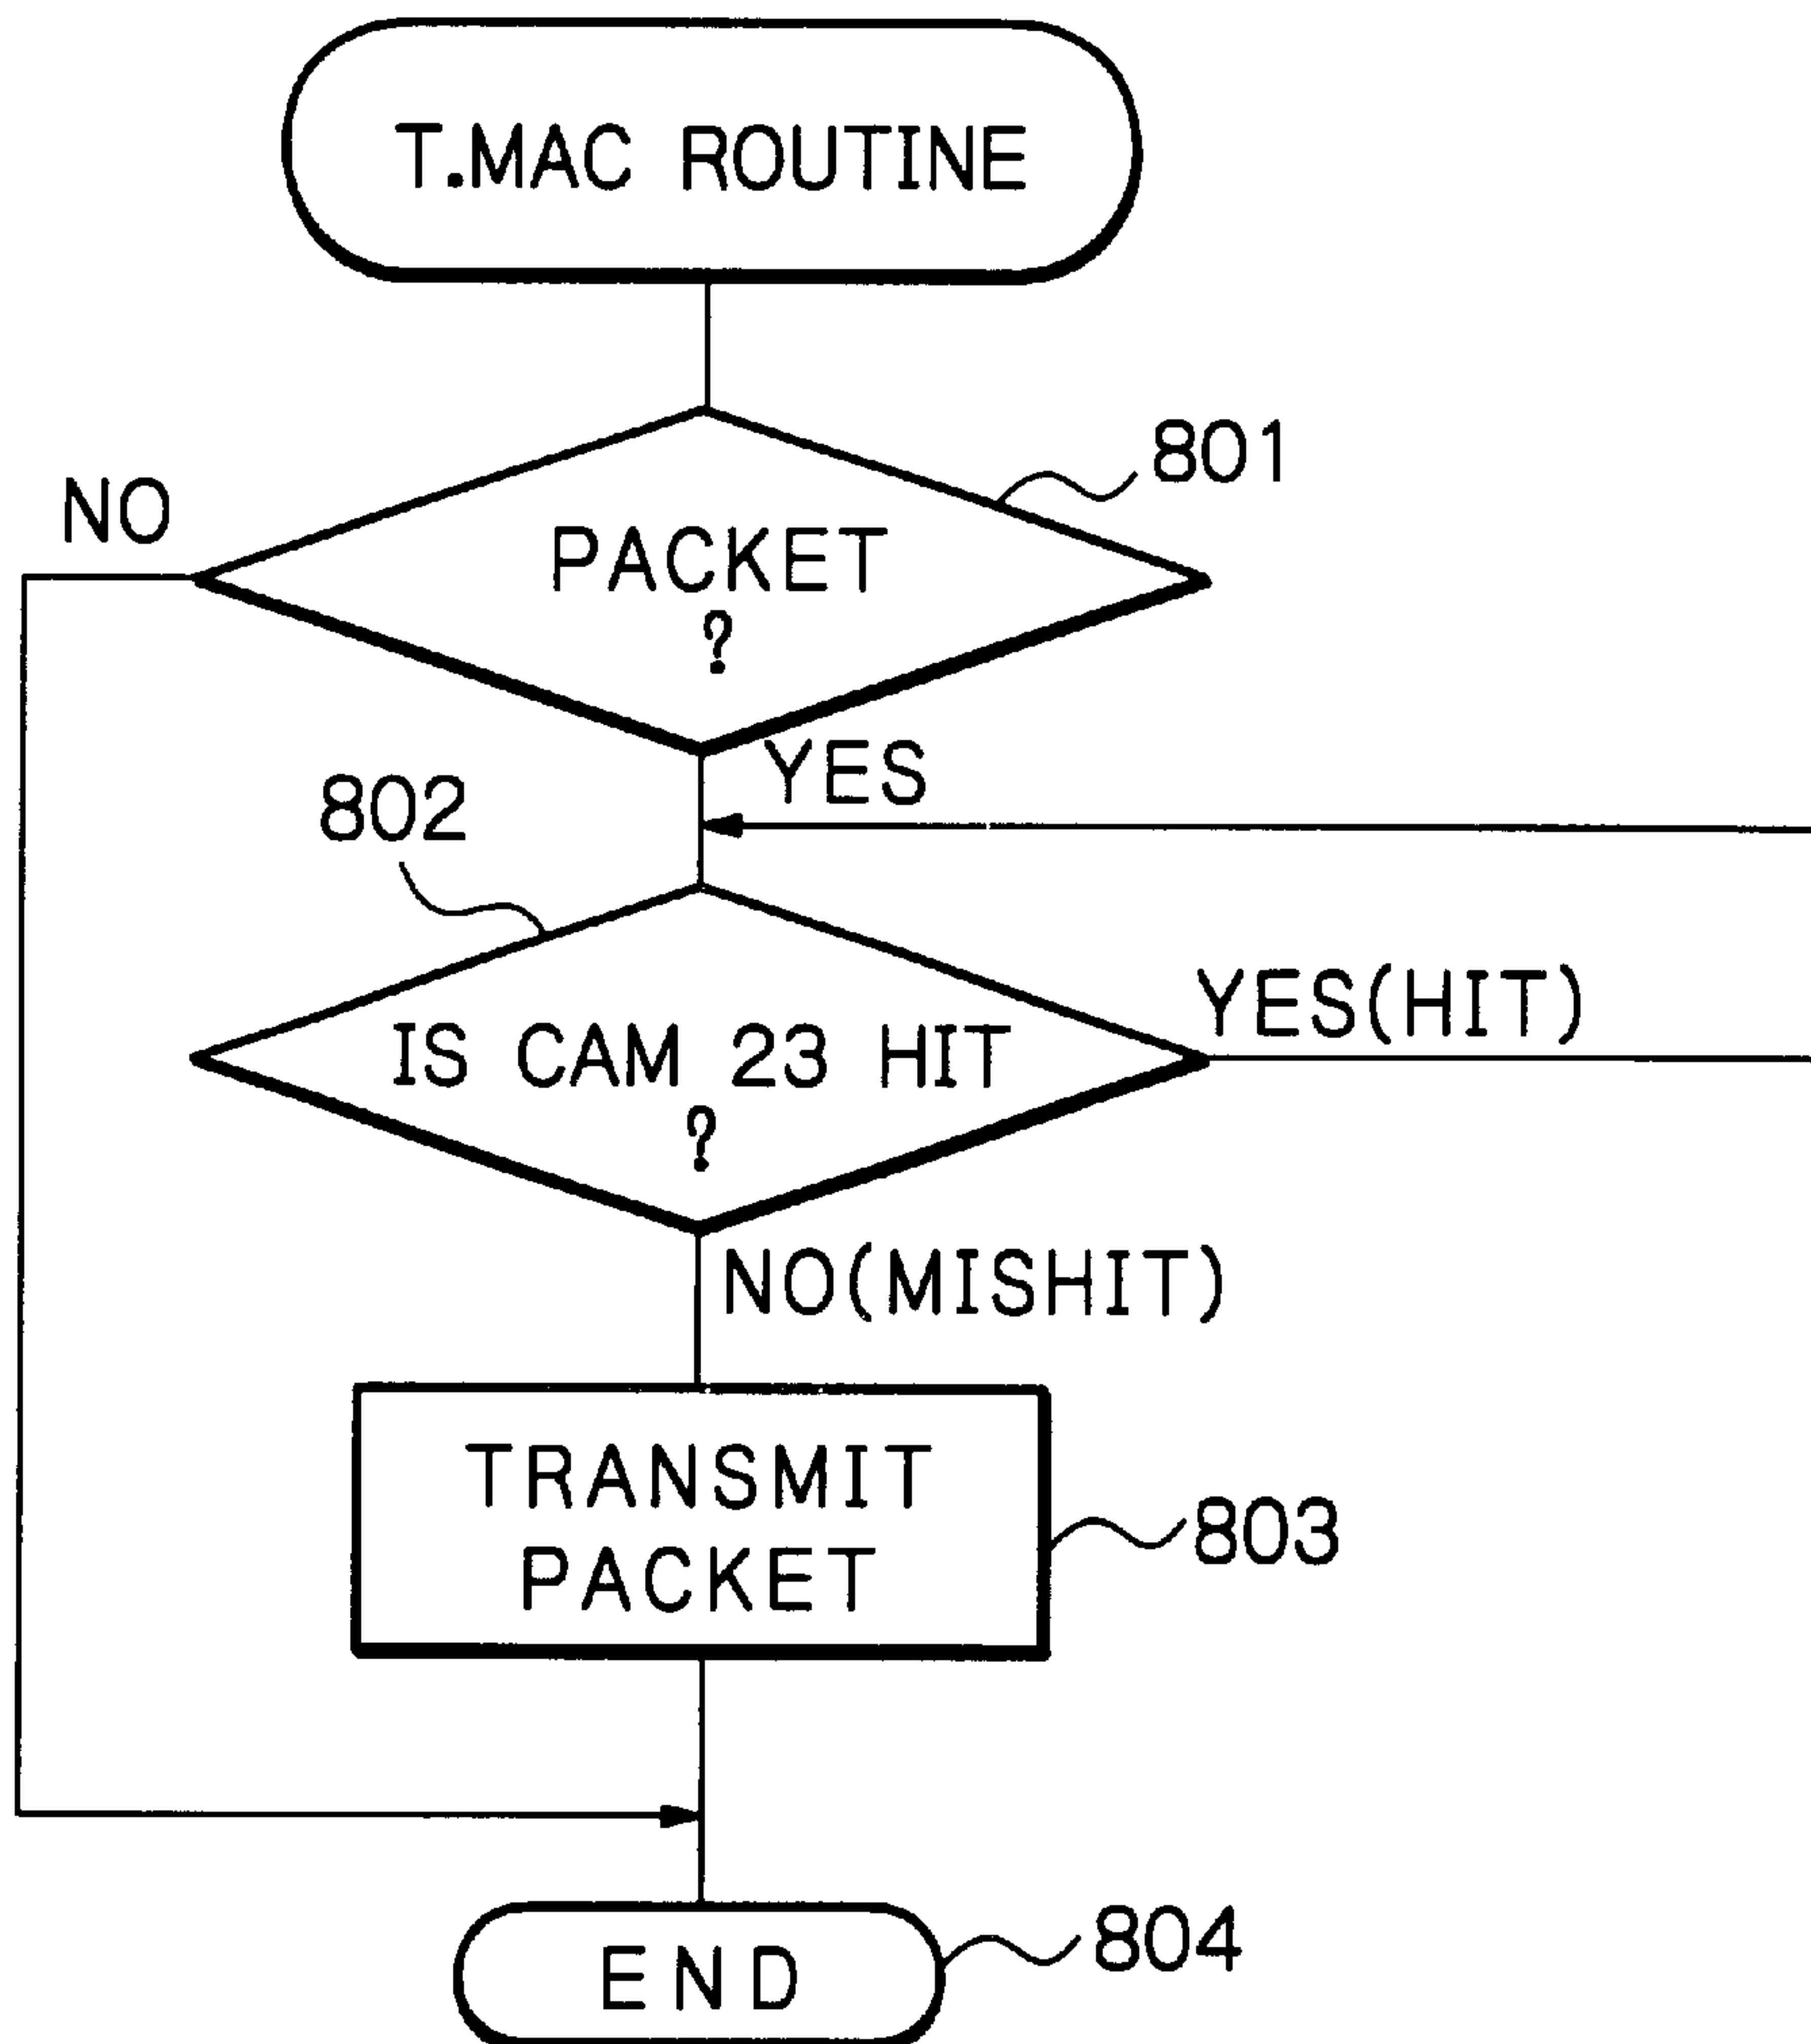 T.MAC ROUTINE
801
NO
PACKET
?
YES
802
YES(HIT)
IS CAM 23 HIT
?
NO(MISHIT)
TRANSMIT
PACKET
803
804
END